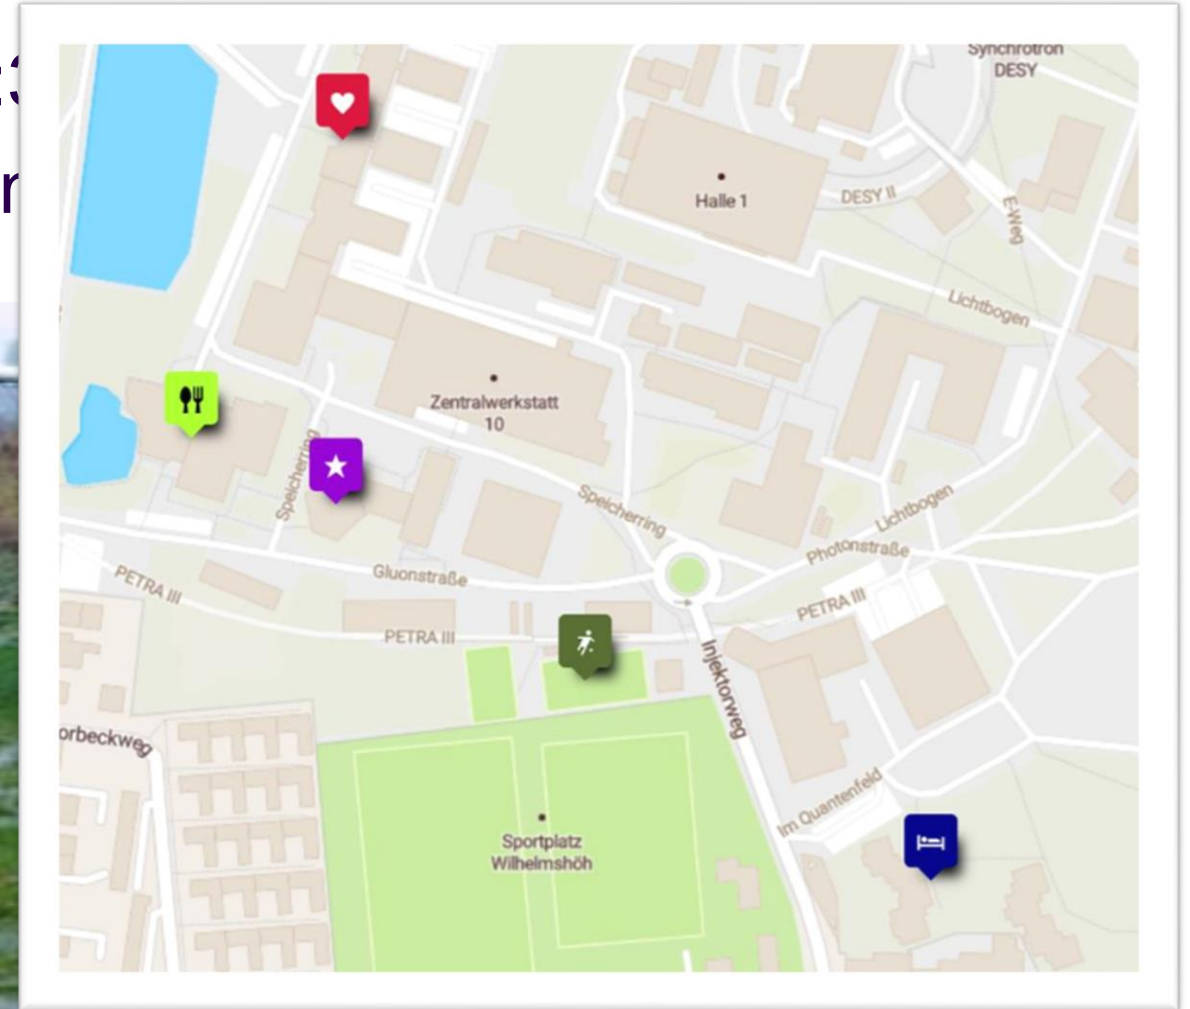 Synchrotron
DESY
Halle 1
DESY II
E-Weg
Lichtbogen
Zentralwerkstatt
10
Speicherring
Speicherring
Lichtbogen
Photonstraße
Gluonstraße
PETRA III
PETRA III
PETRA III
Injektorweg
orbeckweg
Im Quantenfeld
Sportplatz
Wilhelmshöh